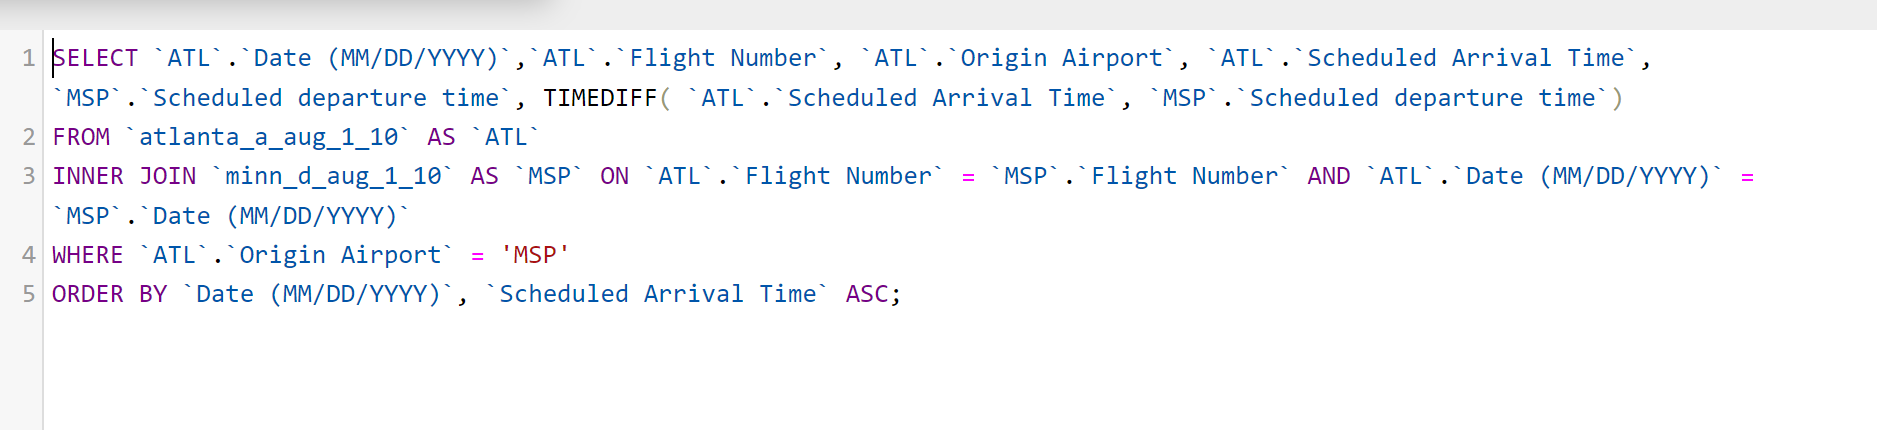 1 SELECT `ATL`.`Date (MM/DD/YYYY)`,`ATL`.`Flight Number`, `ATL`.`Origin Airport`, `ATL`.`Scheduled Arrival Time`,
`MSP`.`Scheduled departure time`, TIMEDIFF( `ATL`.`Scheduled Arrival Time`, `MSP`.`Scheduled departure time`)
2 FROM `atlanta_a_aug_1_10` AS `ATL`
3 INNER JOIN `minn_d_aug_1_10` AS `MSP` ON `ATL`.`Flight Number` = `MSP`.`Flight Number` AND `ATL`.`Date (MM/DD/YYYY)` =
`MSP`.`Date (MM/DD/YYYY)`
4 WHERE `ATL`.`Origin Airport` = 'MSP'
5 ORDER BY `Date (MM/DD/YYYY)`, `Scheduled Arrival Time` ASC;